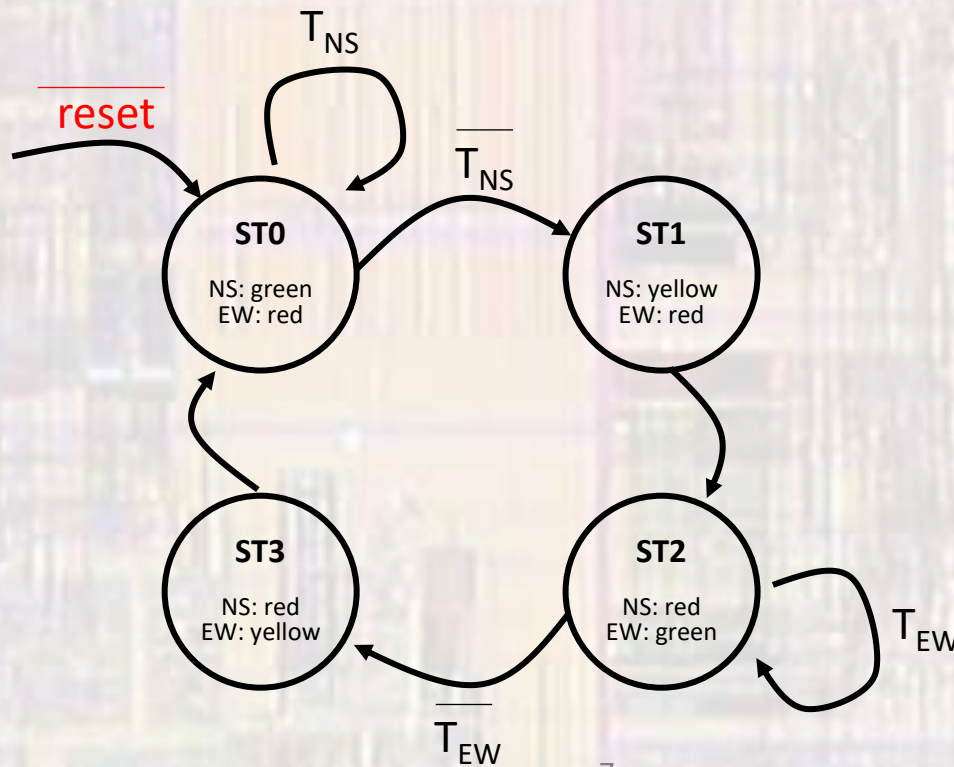 T_NS
reset
T̅_NS
ST0
NS: green
EW: red
ST1
NS: yellow
EW: red
ST3
NS: red
EW: yellow
ST2
NS: red
EW: green
T_EW
T̅_EW